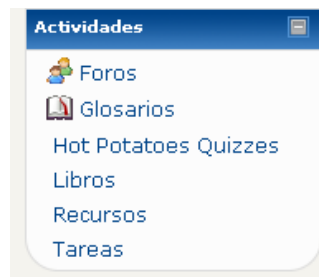 Actividades
Foros
Glosarios
Hot Potatoes Quizzes
Libros
Recursos
Tareas